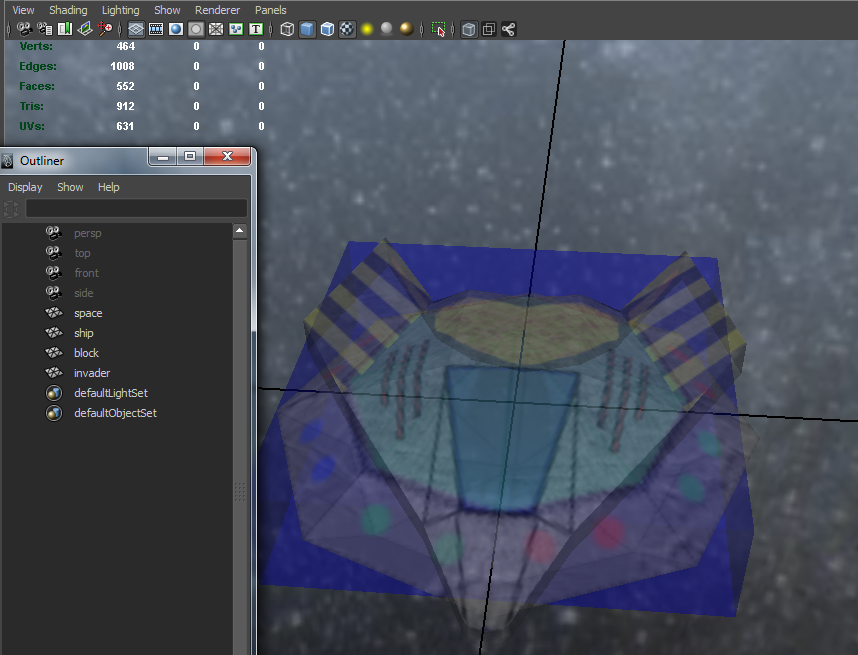 View Shading Lighting Show Renderer Panels
Verts: 464 0 0
Edges: 1008 0 0
Faces: 552 0 0
Tris: 912 0 0
UVs: 631 0 0
Outliner
Display Show Help
persp
top
front
side
space
ship
block
invader
defaultLightSet
defaultObjectSet